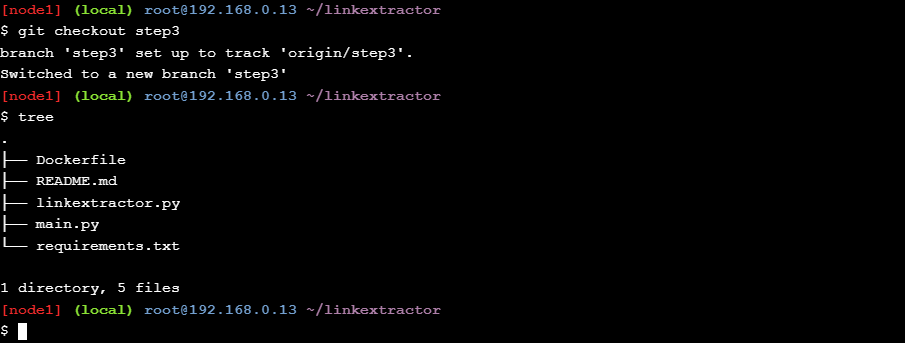 [node1] (local) root@192.168.0.13 ~/linkextractor
$ git checkout step3
branch 'step3' set up to track 'origin/step3'.
Switched to a new branch 'step3'
[node1] (local) root@192.168.0.13 ~/linkextractor
$ tree
.
├── Dockerfile
├── README.md
├── linkextractor.py
├── main.py
└── requirements.txt
1 directory, 5 files
[node1] (local) root@192.168.0.13 ~/linkextractor
$